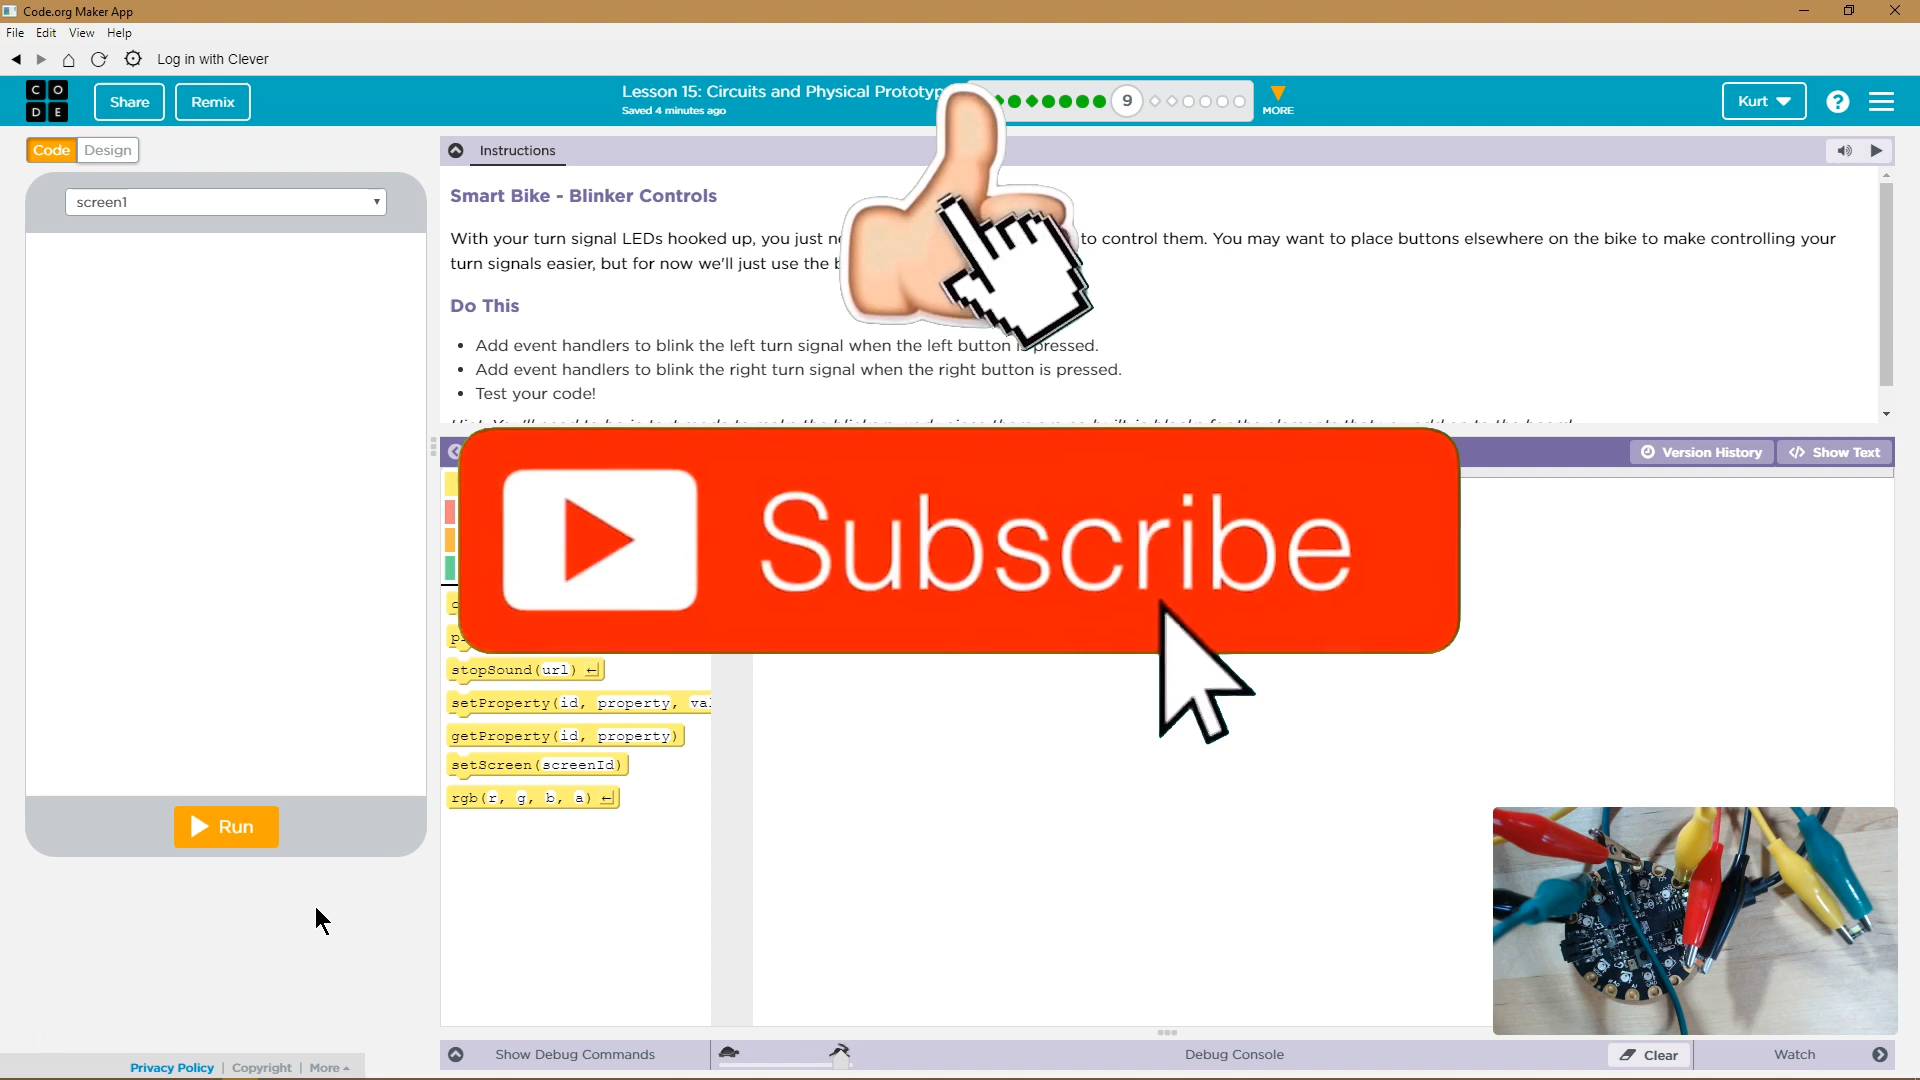 Code.org Maker App
File Edit View Help
Log in with Clever
C O
D E
Share
Remix
Lesson 15: Circuits and Physical Prototyp
Saved 4 minutes ago
9
MORE
Kurt
?
Code
Design
screen1
Run
Instructions
Smart Bike - Blinker Controls
With your turn signal LEDs hooked up, you just to control them. You may want to place buttons elsewhere on the bike to make controlling your
turn signals easier, but for now we'll just use the
Do This
• Add event handlers to blink the left turn signal when the left button is pressed.
• Add event handlers to blink the right turn signal when the right button is pressed.
• Test your code!
Version History
Show Text
Subscribe
stopSound(url)
setProperty(id, property, val
getProperty(id, property)
setScreen(screenId)
rgb(r, g, b, a)
Show Debug Commands
Debug Console
Clear
Watch
Privacy Policy | Copyright | More